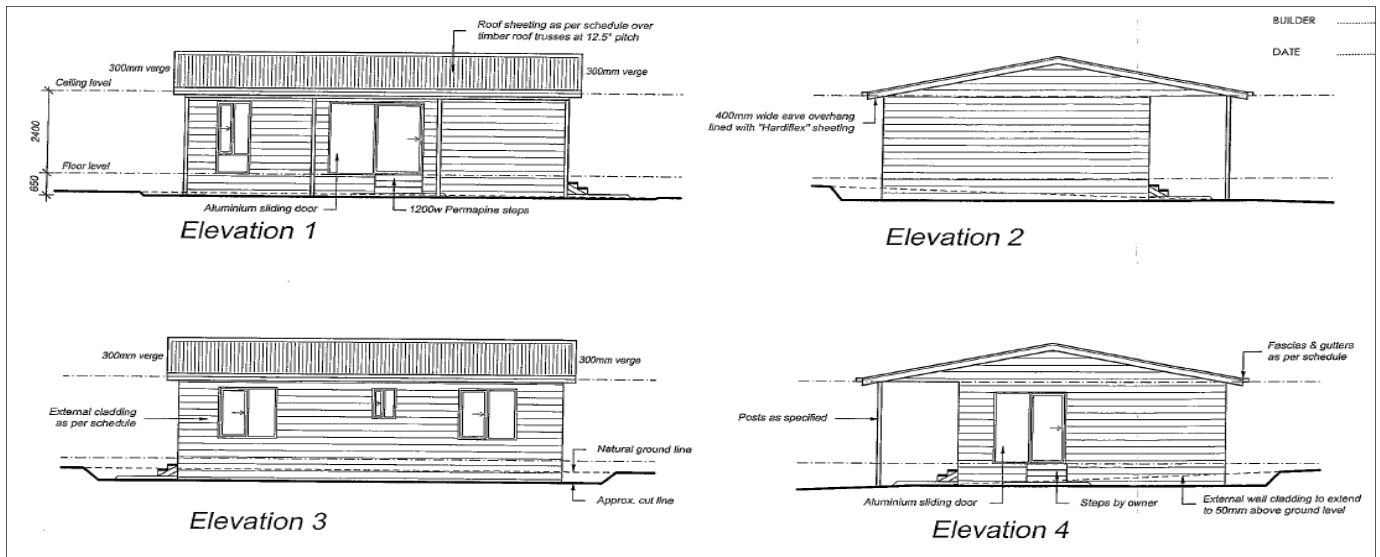 BUILDER
DATE
Roof sheeting as per schedule over
timber roof trusses at 12.5° pitch
300mm verge
300mm verge
Ceiling level
2400
Floor level
650
Aluminium sliding door
1200w Permapine steps
Elevation 1
400mm wide eave overhang
lined with "Hardiflex" sheeting
Elevation 2
300mm verge
300mm verge
External cladding
as per schedule
Natural ground line
Approx. cut line
Elevation 3
Fascias & gutters
as per schedule
Posts as specified
Aluminium sliding door
Steps by owner
External wall cladding to extend
to 50mm above ground level
Elevation 4